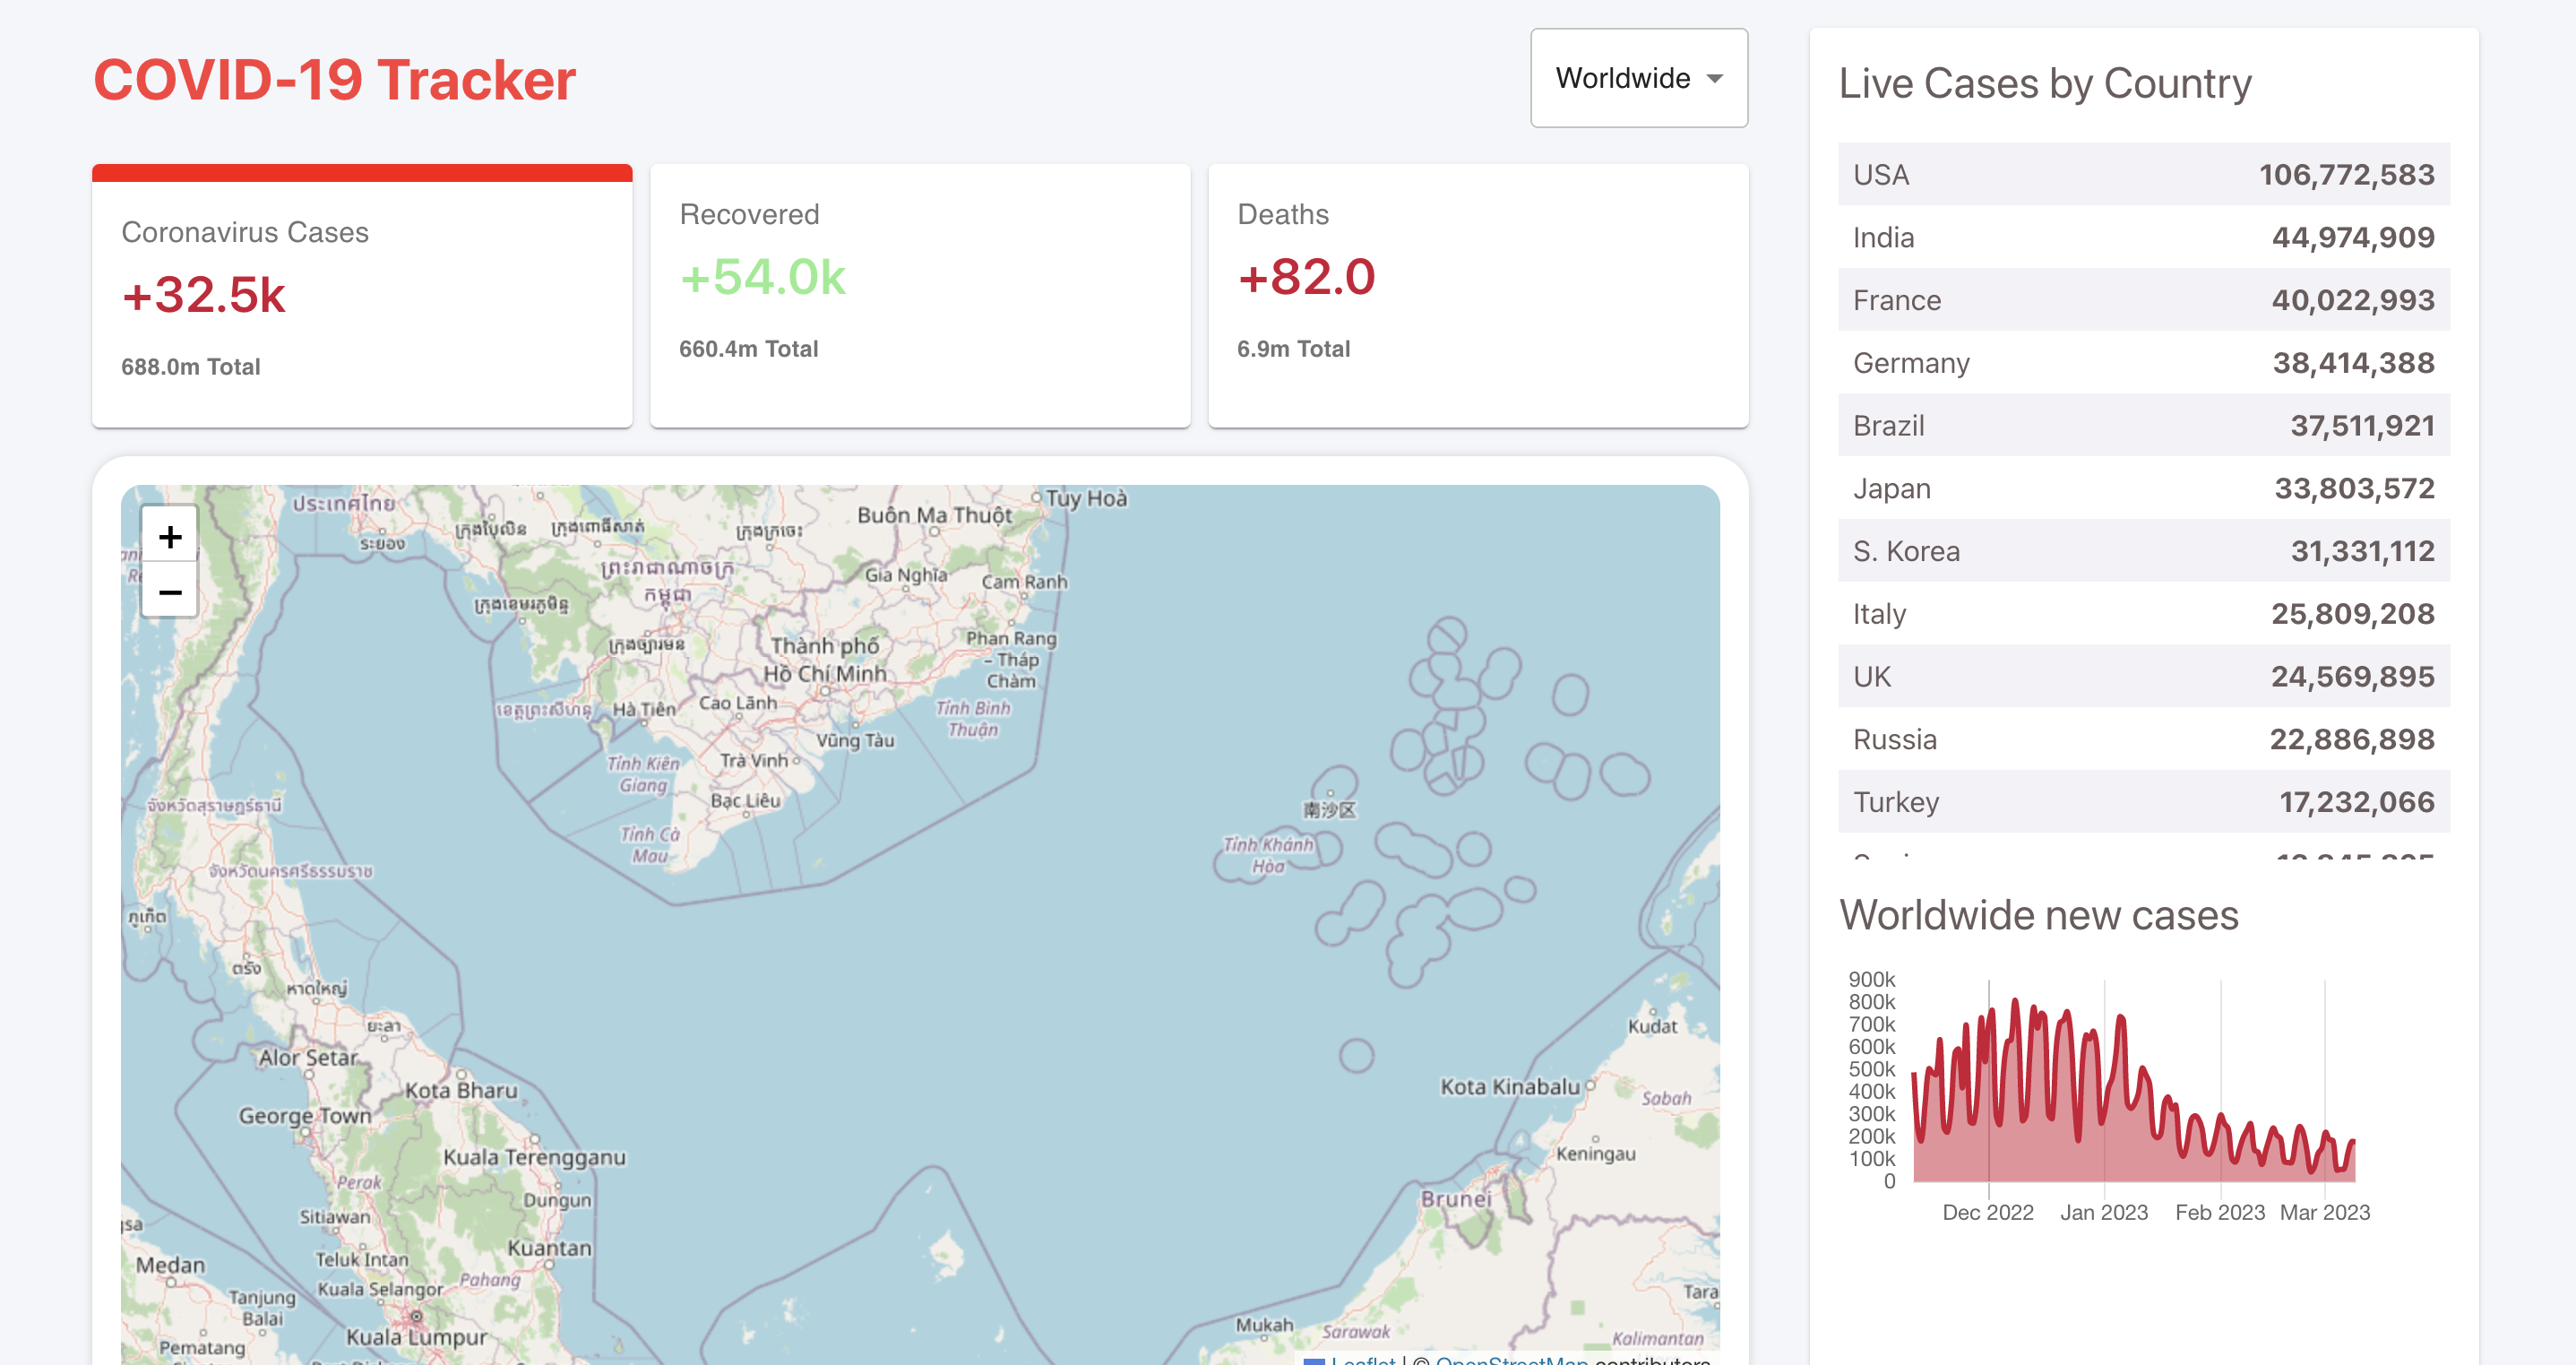 COVID-19 Tracker
Worldwide
Coronavirus Cases
+32.5k
688.0m Total
Recovered
+54.0k
660.4m Total
Deaths
+82.0
6.9m Total
+
−
ประเทศไทย
ระยอง
ក្រុងប៉ៃលិន
ក្រុងពោធិ៍សាត់
ក្រុងក្រចេះ
Buôn Ma Thuột
Tuy Hoà
ព្រះរាជាណាចក្រ
កម្ពុជា
Gia Nghĩa
Cam Ranh
ក្រុងខេមរភូមិន្ទ
ក្រុងច្បារមន
Thành phố
Hồ Chí Minh
Phan Rang
– Tháp
Chàm
ខេត្តព្រះសីហនុ
Hà Tiên
Cao Lãnh
Tỉnh Bình
Thuận
Vũng Tàu
Tỉnh Kiên
Giang
Trà Vinh
Bạc Liêu
Tỉnh Cà
Mau
จังหวัดสุราษฎร์ธานี
จังหวัดนครศรีธรรมราช
ภูเก็ต
ตรัง
หาดใหญ่
ยะลา
南沙区
Tỉnh Khánh
Hòa
Alor Setar
Kota Bharu
George Town
Kuala Terengganu
Perak
Dungun
Sitiawan
Kuantan
Teluk Intan
Medan
Pahang
Kuala Selangor
Tanjung
Balai
Kuala Lumpur
Pematang
Kudat
Kota Kinabalu
Sabah
Keningau
Brunei
Tara
Mukah
Sarawak
Kalimantan
Leaflet | © OpenStreetMap contributors
Live Cases by Country
USA 106,772,583
India 44,974,909
France 40,022,993
Germany 38,414,388
Brazil 37,511,921
Japan 33,803,572
S. Korea 31,331,112
Italy 25,809,208
UK 24,569,895
Russia 22,886,898
Turkey 17,232,066
Worldwide new cases
900k
800k
700k
600k
500k
400k
300k
200k
100k
0
Dec 2022 Jan 2023 Feb 2023 Mar 2023